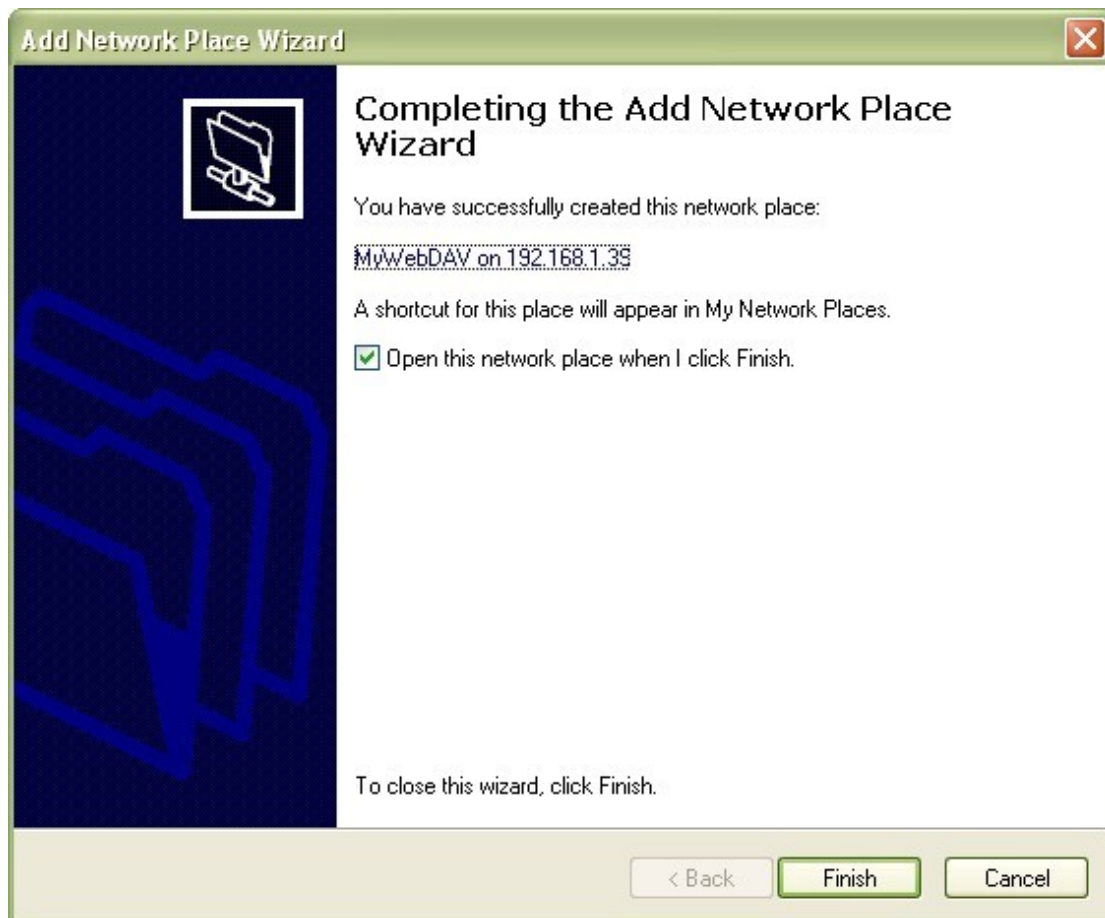 Add Network Place Wizard
Completing the Add Network Place
Wizard
You have successfully created this network place:
MyWebDAV on 192.168.1.39
A shortcut for this place will appear in My Network Places.
Open this network place when I click Finish.
To close this wizard, click Finish.
< Back Finish Cancel